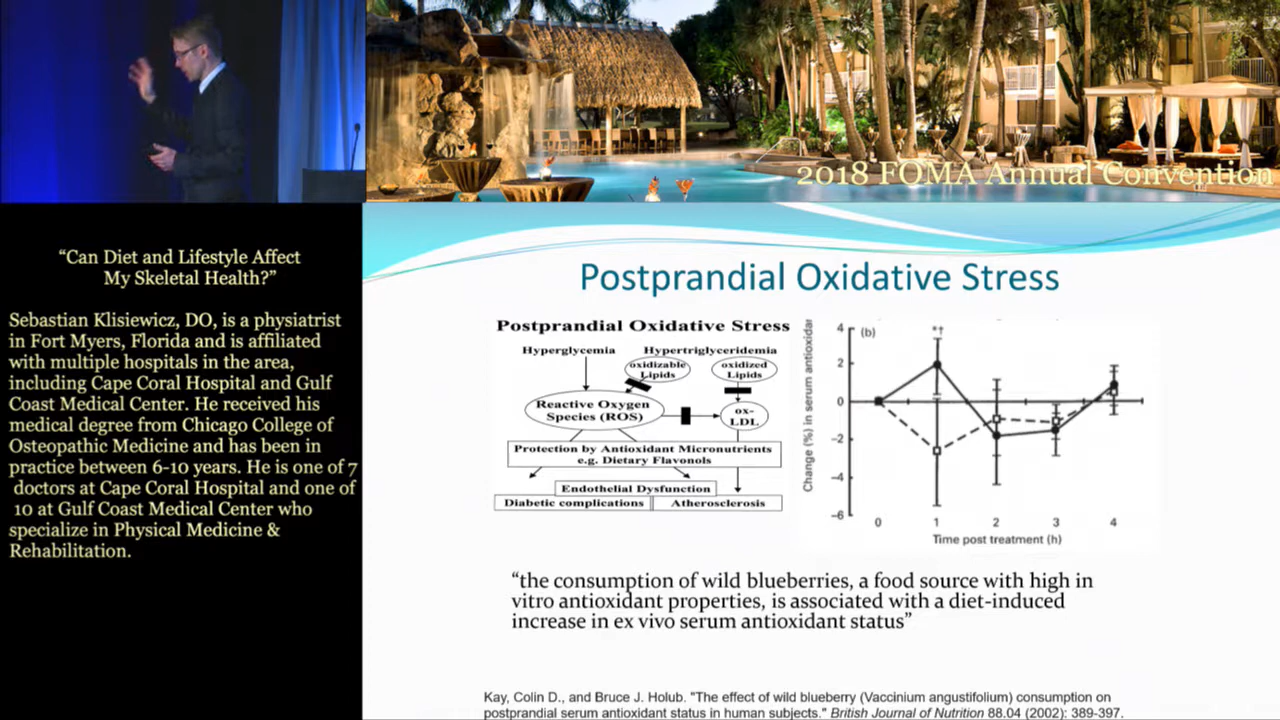 2018 FOMA Annual Convention
“Can Diet and Lifestyle Affect
My Skeletal Health?”
Sebastian Klisiewicz, DO, is a physiatrist
in Fort Myers, Florida and is affiliated
with multiple hospitals in the area,
including Cape Coral Hospital and Gulf
Coast Medical Center. He received his
medical degree from Chicago College of
Osteopathic Medicine and has been in
practice between 6-10 years. He is one of 7
doctors at Cape Coral Hospital and one of
10 at Gulf Coast Medical Center who
specialize in Physical Medicine &
Rehabilitation.
Postprandial Oxidative Stress
Postprandial Oxidative Stress
Hyperglycemia
Hypertriglyceridemia
oxidizable
Lipids
oxidized
Lipids
Reactive Oxygen
Species (ROS)
ox-
LDL
Protection by Antioxidant Micronutrients
e.g. Dietary Flavonols
Endothelial Dysfunction
Diabetic complications
Atherosclerosis
Change (%) in serum antioxidan
(b)
*†
4
2
0
-2
-4
-6
0 1 2 3 4
Time post treatment (h)
“the consumption of wild blueberries, a food source with high in
vitro antioxidant properties, is associated with a diet-induced
increase in ex vivo serum antioxidant status”
Kay, Colin D., and Bruce J. Holub. "The effect of wild blueberry (Vaccinium angustifolium) consumption on
postprandial serum antioxidant status in human subjects." British Journal of Nutrition 88.04 (2002): 389-397.